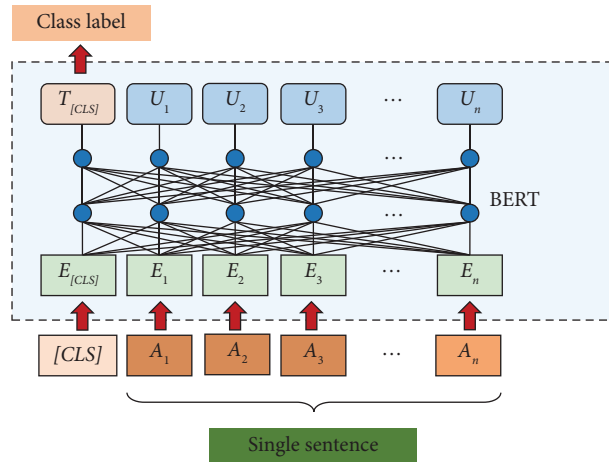 Class label
T[CLS] U1 U2 U3 ... Un
...
BERT
...
E[CLS] E1 E2 E3 ... En
[CLS] A1 A2 A3 ... An
Single sentence